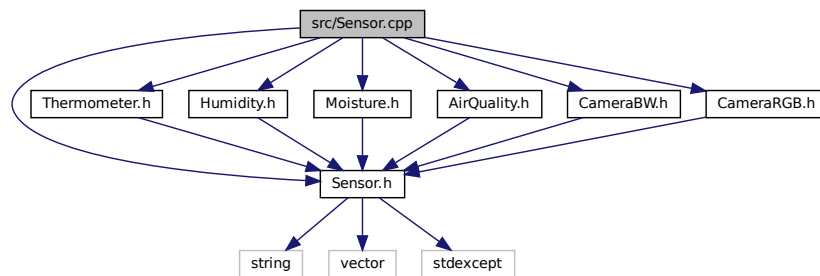 src/Sensor.cpp
Thermometer.h
Humidity.h
Moisture.h
AirQuality.h
CameraBW.h
CameraRGB.h
Sensor.h
string
vector
stdexcept